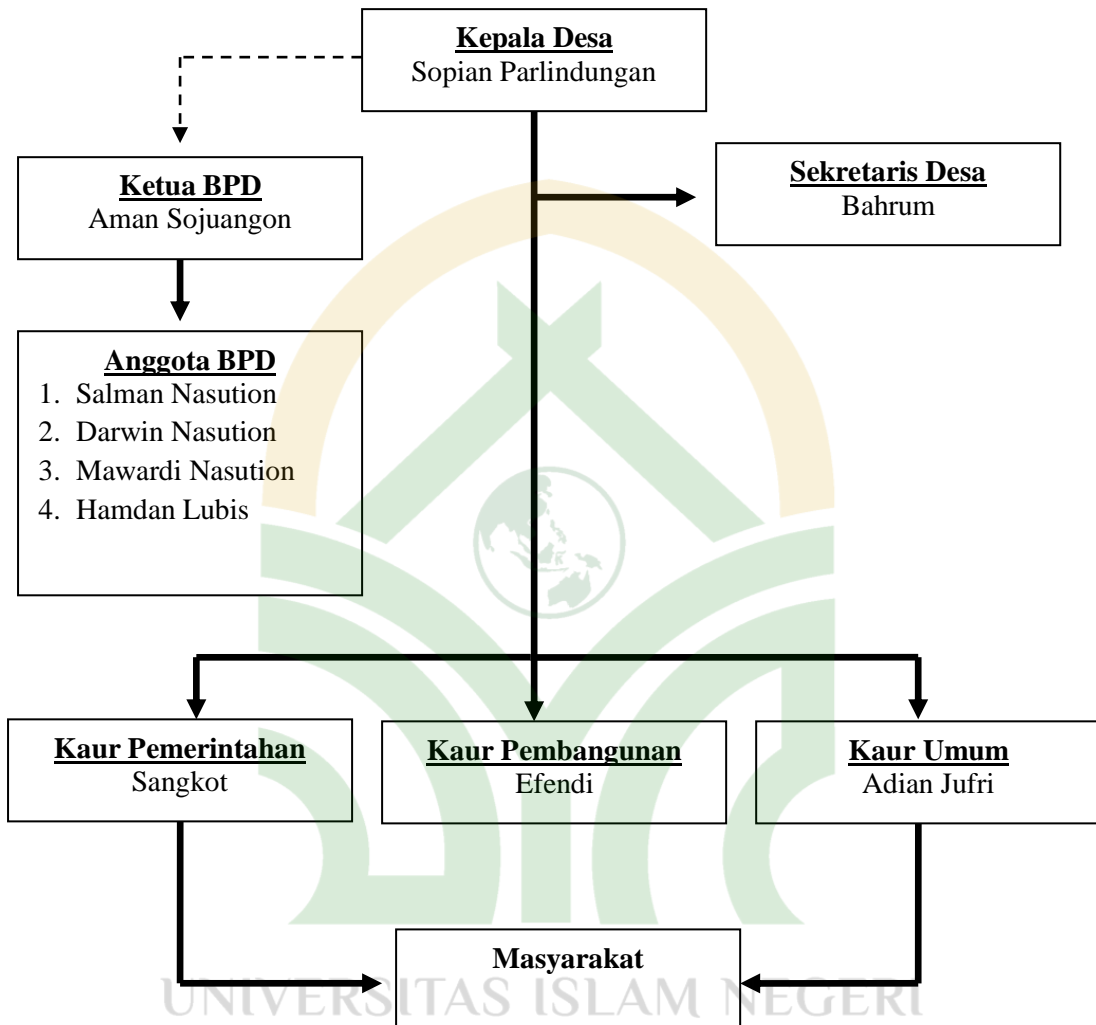 Kepala Desa
Sopian Parlindungan
Ketua BPD
Aman Sojuangon
Sekretaris Desa
Bahrum
Anggota BPD
1. Salman Nasution
2. Darwin Nasution
3. Mawardi Nasution
4. Hamdan Lubis
Kaur Pemerintahan
Sangkot
Kaur Pembangunan
Efendi
Kaur Umum
Adian Jufri
Masyarakat
UNIVERSITAS ISLAM NEGERI